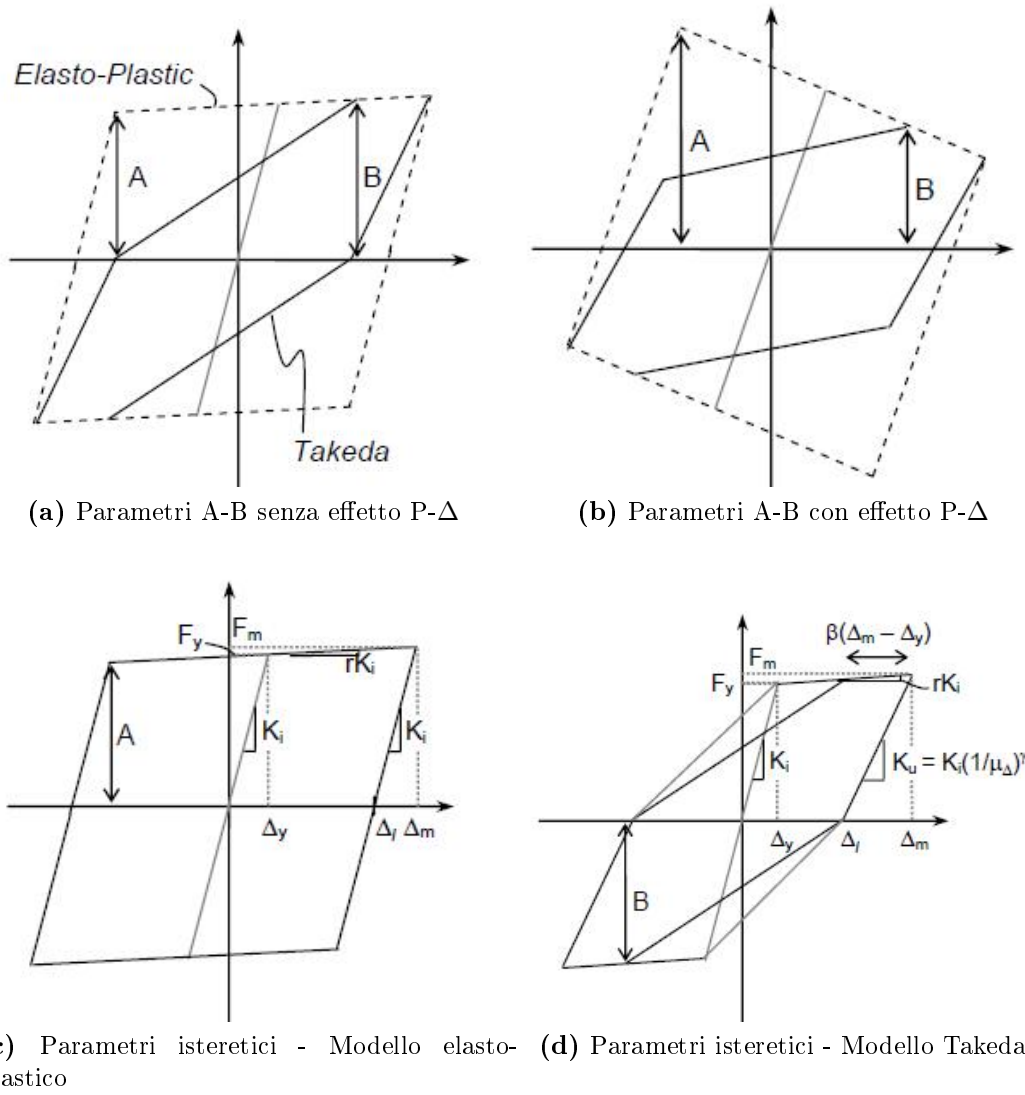 Elasto-Plastic
A
B
Takeda
A
B
(a) Parametri A-B senza effetto P-Δ
(b) Parametri A-B con effetto P-Δ
Fy
Fm
rKi
A
Ki
Ki
Δy
Δl
Δm
β(Δm − Δy)
Fm
Fy
rKi
Ki
Ku = Ki(1/μΔ)γ
Δy
Δl
Δm
B
) Parametri isteretici - Modello elasto-
astico
(d) Parametri isteretici - Modello Takeda